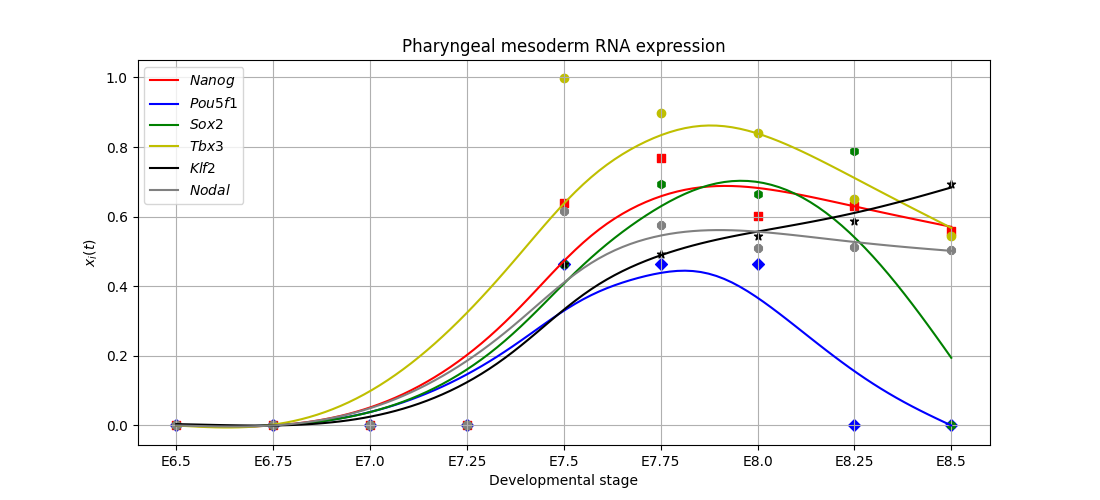 Pharyngeal mesoderm RNA expression
1.0
0.8
0.6
0.4
0.2
0.0
xᵢ(t)
Nanog
Pou5f1
Sox2
Tbx3
Klf2
Nodal
E6.5 E6.75 E7.0 E7.25 E7.5 E7.75 E8.0 E8.25 E8.5
Developmental stage